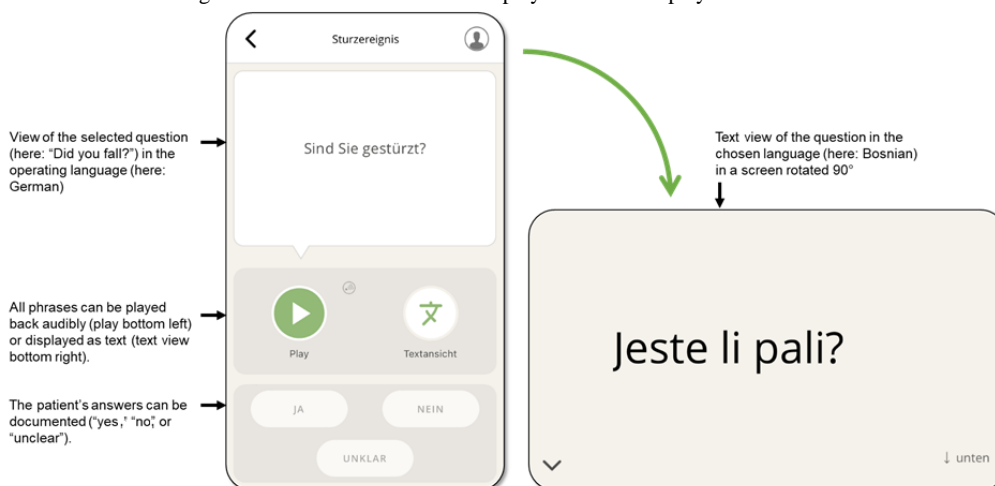 Sturzereignis
View of the selected question
(here: “Did you fall?”) in the
operating language (here:
German)
Sind Sie gestürzt?
Text view of the question in the
chosen language (here: Bosnian)
in a screen rotated 90°
All phrases can be played
back audibly (play bottom left)
or displayed as text (text view
bottom right).
Play
Textansicht
Jeste li pali?
The patient’s answers can be
documented (“yes,” “no,” or
“unclear”).
JA
NEIN
UNKLAR
↓ unten